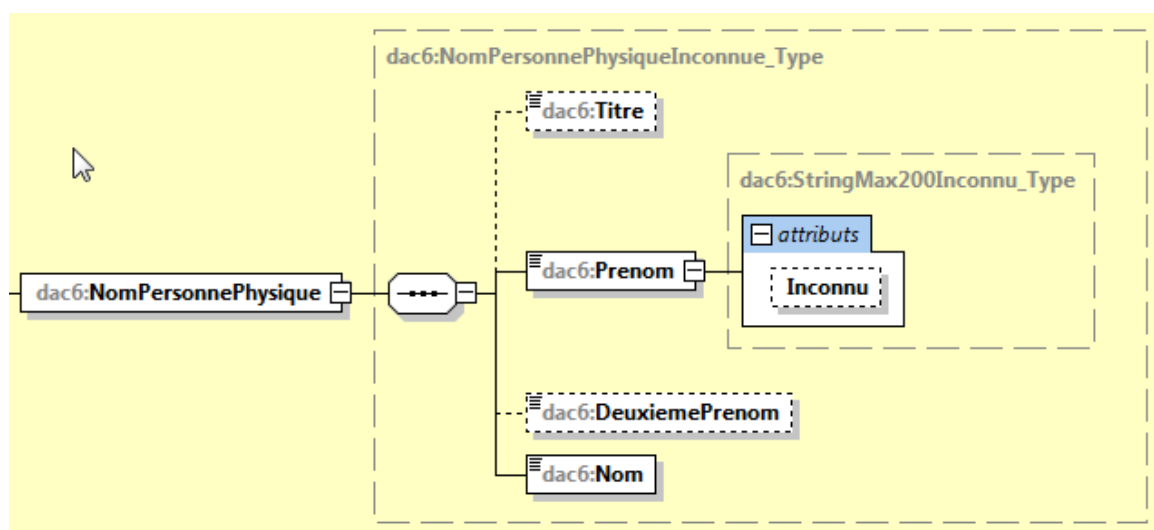 dac6:NomPersonnePhysiqueInconnue_Type
dac6:Titre
dac6:StringMax200Inconnu_Type
attributs
dac6:Prenom
Inconnu
dac6:NomPersonnePhysique
dac6:DeuxiemePrenom
dac6:Nom